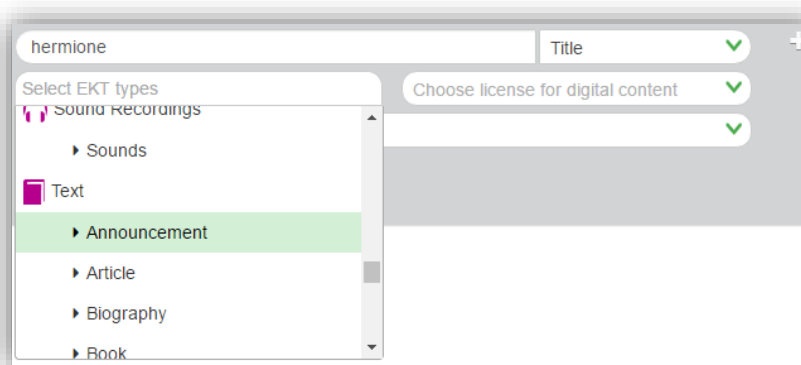 hermione Title
Select EKT types Choose license for digital content
Sound Recordings
Sounds
Text
Announcement
Article
Biography
Book